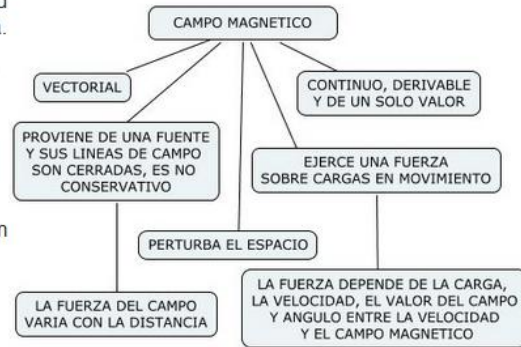 CAMPO MAGNETICO
VECTORIAL
CONTINUO, DERIVABLE
Y DE UN SOLO VALOR
PROVIENE DE UNA FUENTE
Y SUS LINEAS DE CAMPO
SON CERRADAS, ES NO
CONSERVATIVO
EJERCE UNA FUERZA
SOBRE CARGAS EN MOVIMIENTO
PERTURBA EL ESPACIO
LA FUERZA DEL CAMPO
VARIA CON LA DISTANCIA
LA FUERZA DEPENDE DE LA CARGA,
LA VELOCIDAD, EL VALOR DEL CAMPO
Y ANGULO ENTRE LA VELOCIDAD
Y EL CAMPO MAGNETICO